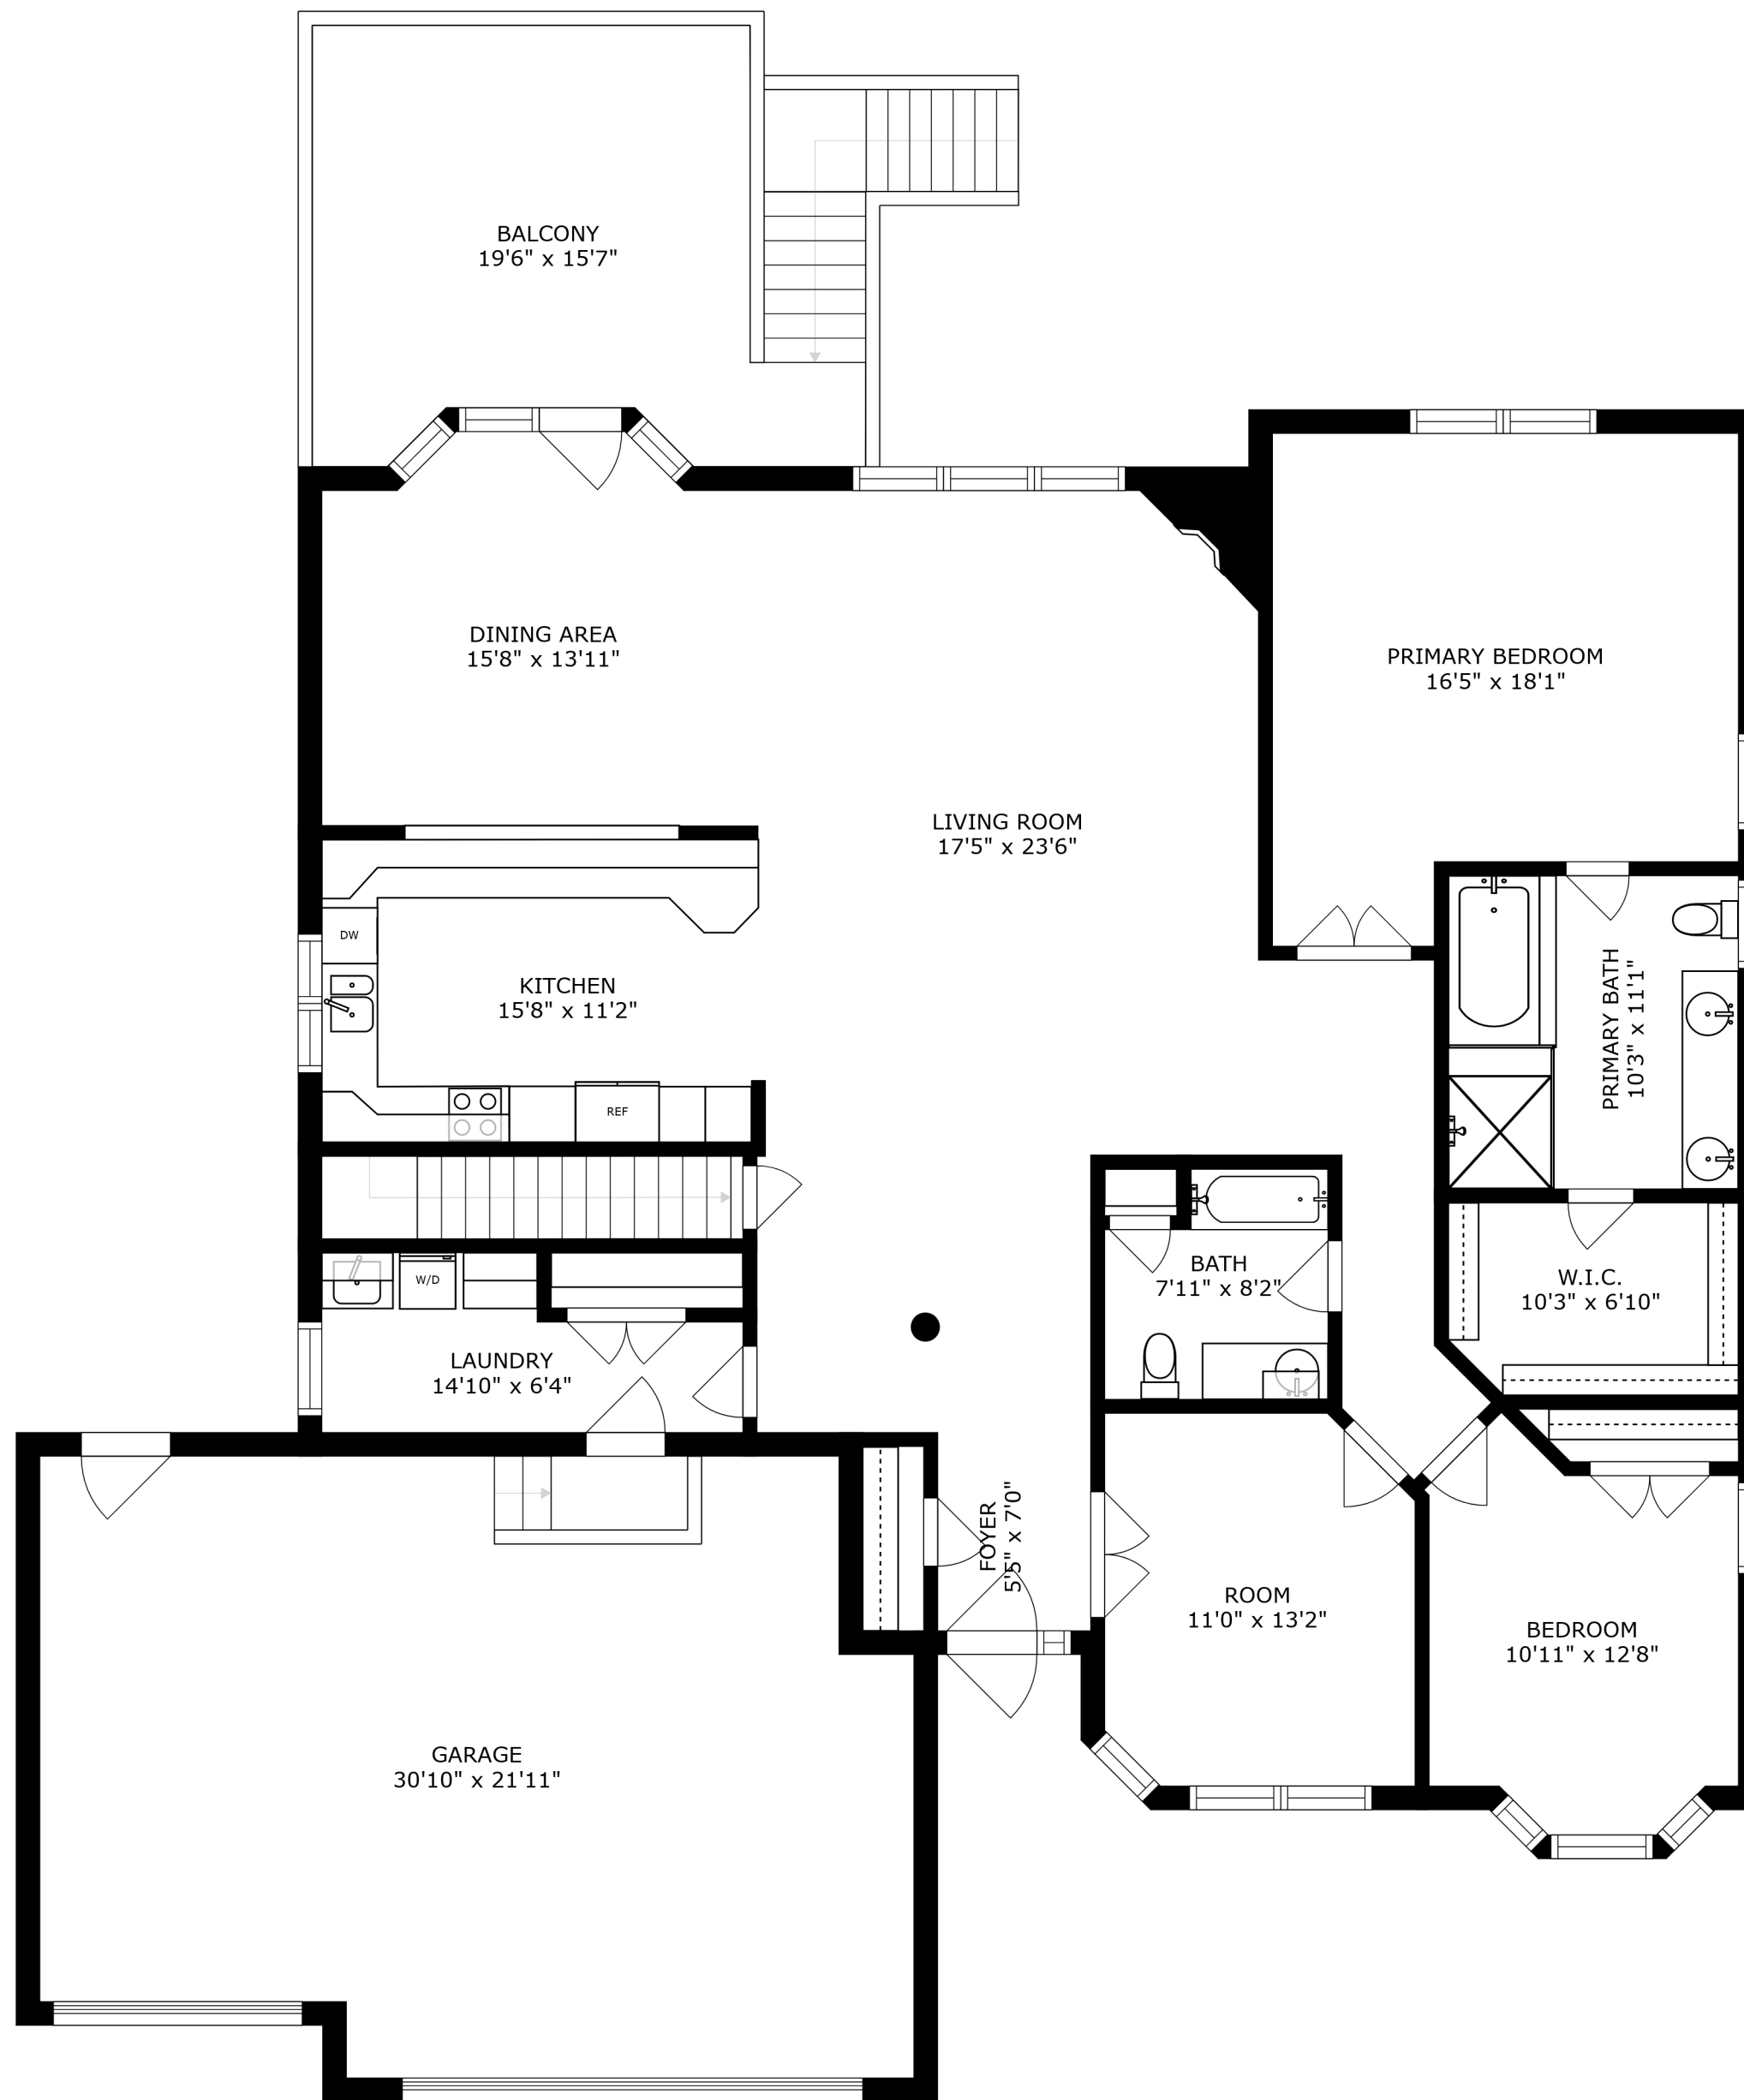 BALCONY
19'6" x 15'7"
DINING AREA
15'8" x 13'11"
PRIMARY BEDROOM
16'5" x 18'1"
LIVING ROOM
17'5" x 23'6"
DW
KITCHEN
15'8" x 11'2"
REF
PRIMARY BATH
10'3" x 11'1"
W/D
LAUNDRY
14'10" x 6'4"
BATH
7'11" x 8'2"
W.I.C.
10'3" x 6'10"
FOYER
5'5" x 7'0"
ROOM
11'0" x 13'2"
BEDROOM
10'11" x 12'8"
GARAGE
30'10" x 21'11"